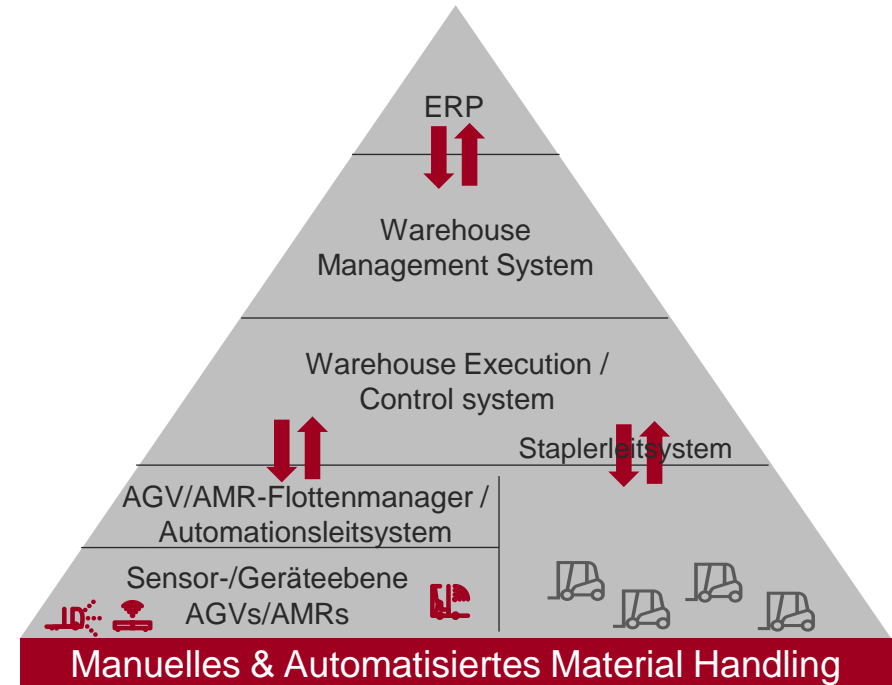 ERP
Warehouse
Management System
Warehouse Execution /
Control system
Staplerleitsystem
AGV/AMR-Flottenmanager /
Automationsleitsystem
Sensor-/Geräteebene
AGVs/AMRs
Manuelles & Automatisiertes Material Handling